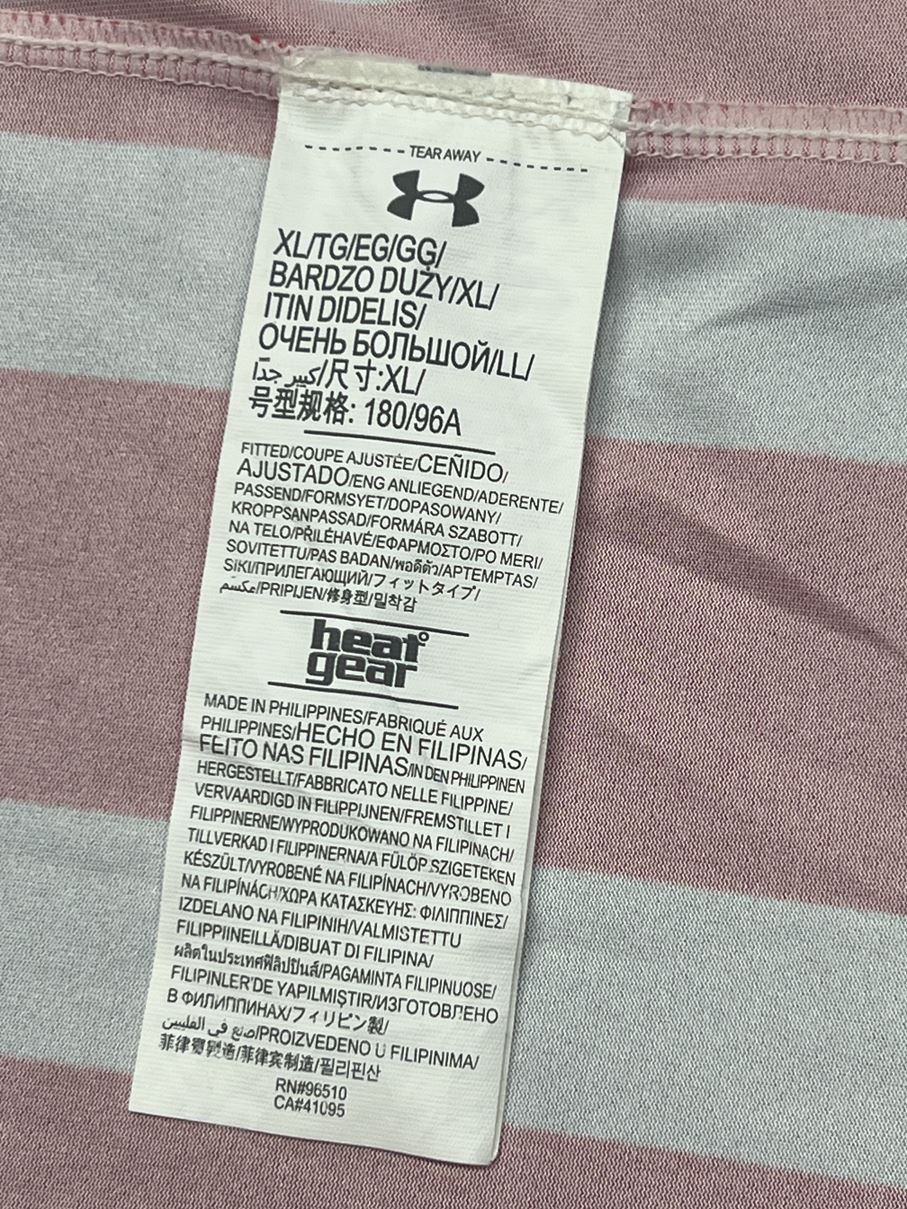 TEAR AWAY
XL/TG/EG/GG/
BARDZO DUŻY/XL/
ITIN DIDELIS/
ОЧЕНЬ БОЛЬШОЙ/LL/
كبير جدًا/尺寸:XL/
号型规格: 180/96A
FITTED/COUPE AJUSTÉE/CEÑIDO/
AJUSTADO/ENG ANLIEGEND/ADERENTE/
PASSEND/FORMSYET/DOPASOWANY/
KROPPSANPASSAD/FORMÁRA SZABOTT/
NA TELO/PŘILÉHAVÉ/ΕΦΑΡΜΟΣΤΟ/PO MERI/
SOVITETTU/PAS BADAN/พอดีตัว/APTEMPTAS/
SIKI/ПРИЛЕГАЮЩИЙ/フィットタイプ/
مكسّم/PRIPIJEN/修身型/밀착감
heat
gear
MADE IN PHILIPPINES/FABRIQUÉ AUX
PHILIPPINES/HECHO EN FILIPINAS/
FEITO NAS FILIPINAS/IN DEN PHILIPPINEN
HERGESTELLT/FABBRICATO NELLE FILIPPINE/
VERVAARDIGD IN FILIPPIJNEN/FREMSTILLET I
FILIPPINERNE/WYPRODUKOWANO NA FILIPINACH/
TILLVERKAD I FILIPPINERNA/A FÜLÖP SZIGETEKEN
KÉSZÜLT/VYROBENÉ NA FILIPÍNACH/VYROBENO
NA FILIPÍNÁCH/ΧΩΡΑ ΚΑΤΑΣΚΕΥΗΣ: ΦΙΛΙΠΠΙΝΕΣ/
IZDELANO NA FILIPINIH/VALMISTETTU
FILIPPIINEILLÄ/DIBUAT DI FILIPINA/
ผลิตในประเทศฟิลิปปินส์/PAGAMINTA FILIPINUOSE/
FILIPINLER'DE YAPILMIŞTIR/ИЗГОТОВЛЕНО
В ФИЛИППИНАХ/フィリピン製/
صنع في الفلبين/PROIZVEDENO U FILIPINIMA/
菲律賓製造/菲律宾制造/필리핀산
RN#96510
CA#41095